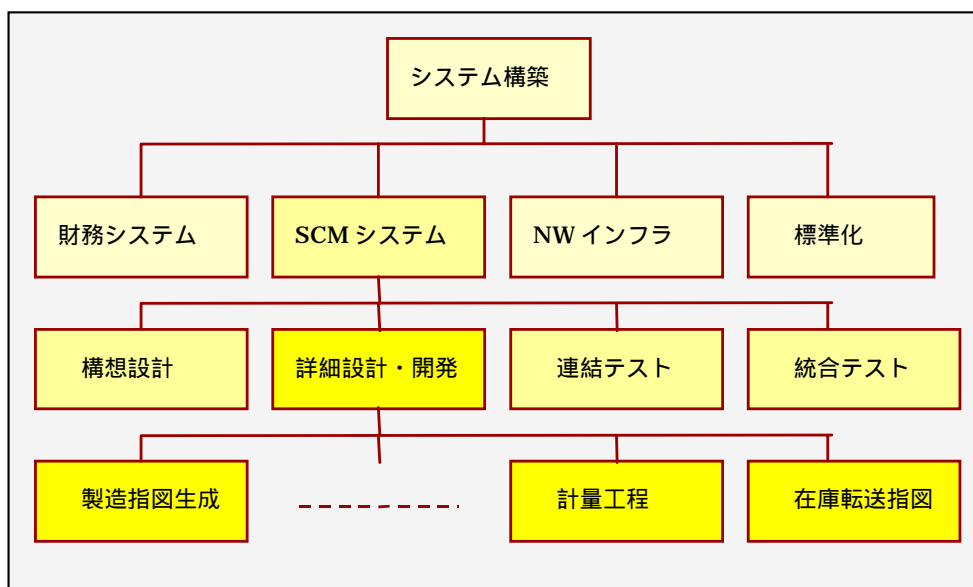 システム構築
財務システム
SCM システム
NW インフラ
標準化
構想設計
詳細設計・開発
連結テスト
統合テスト
製造指図生成
計量工程
在庫転送指図